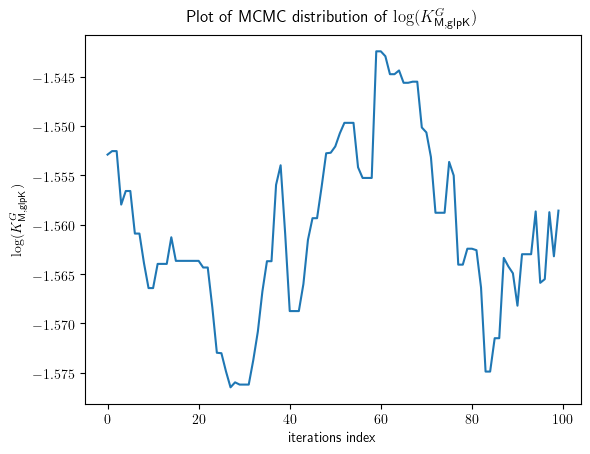 Plot of MCMC distribution of log(K^G_M,glpK)
log(K^G_M,glpK)
−1.545
−1.550
−1.555
−1.560
−1.565
−1.570
−1.575
0 20 40 60 80 100
iterations index